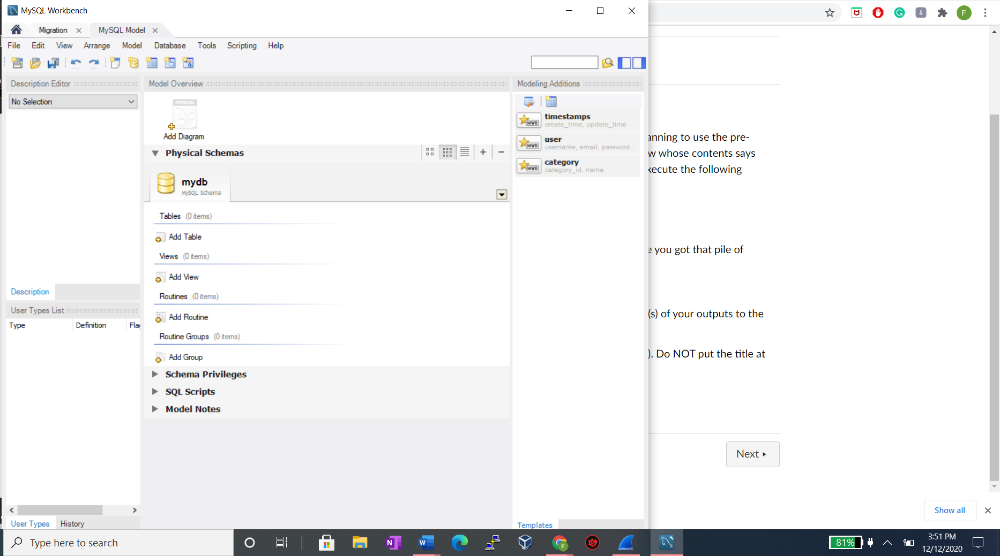 MySQL Workbench
Migration
MySQL Model
File Edit View Arrange Model Database Tools Scripting Help
Description Editor
No Selection
Description
User Types List
Type Definition Fla
User Types History
Model Overview
PHYSICAL
Add Diagram
Physical Schemas
mydb
MySQL Schema
Tables (0 items)
Add Table
Views (0 items)
Add View
Routines (0 items)
Add Routine
Routine Groups (0 items)
Add Group
Schema Privileges
SQL Scripts
Model Notes
Modeling Additions
MWB
timestamps
create_time, update_time
MWB
user
username, email, password...
MWB
category
category_id, name
Templates
F
anning to use the pre-
w whose contents says
xecute the following
e you got that pile of
(s) of your outputs to the
). Do NOT put the title at
Next
Show all
Type here to search
N
W
F
81%
3:51 PM
12/12/2020